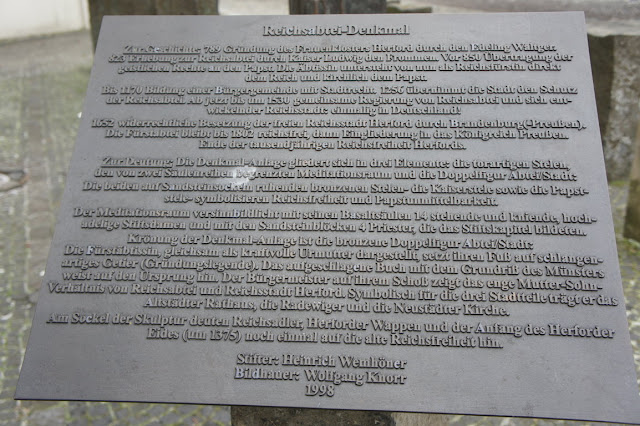 Reichsabtei-Denkmal
Zur Geschichte: 789 Gründung des Frauenklosters Herford durch den Edeling Waltger.
823 Erhebung zur Reichsabtei durch Kaiser Ludwig den Frommen. Vor 850 Übertragung der
geistlichen Rechte an den Papst. Die Äbtissin untersteht von nun an als Reichsfürstin direkt
dem Reich und kirchlich dem Papst.
Bis 1170 Bildung einer Bürgergemeinde mit Stadtrecht. 1256 übernimmt die Stadt den Schutz
der Reichsabtei. Ab jetzt bis um 1530 gemeinsame Regierung von Reichsabtei und sich ent-
wickelnder Reichsstadt: einmalig in Deutschland!
1652 widerrechtliche Besetzung der freien Reichsstadt Herford durch Brandenburg(-Preußen).
Die Fürstabtei bleibt bis 1802 reichsfrei, dann Eingliederung in das Königreich Preußen.
Ende der tausendjährigen Reichsfreiheit Herfords.
Zur Deutung: Die Denkmal-Anlage gliedert sich in drei Elemente: die torartigen Stelen,
den von zwei Säulenreihen begrenzten Meditationsraum und die Doppelfigur Abtei/Stadt:
Die beiden auf Sandsteinsockeln ruhenden bronzenen Stelen- die Kaiserstele sowie die Papst-
stele- symbolisieren Reichsfreiheit und Papstunmittelbarkeit.
Der Meditationsraum versinnbildlicht mit seinen Basaltsäulen 14 stehende und kniende, hoch-
adelige Stiftsdamen und mit den Sandsteinblöcken 4 Priester, die das Stiftskapitel bildeten.
Krönung der Denkmal-Anlage ist die bronzene Doppelfigur Abtei/Stadt:
Die Fürstäbtissin, gleichsam als kraftvolle Urmutter dargestellt, setzt ihren Fuß auf schlangen-
artiges Getier (Gründungslegende). Das aufgeschlagene Buch mit dem Grundriß des Münsters
weist auf den Ursprung hin. Der Bürgermeister auf ihrem Schoß zeigt das enge Mutter-Sohn-
Verhältnis von Reichsabtei und Reichsstadt Herford. Symbolisch für die drei Stadtteile trägt er das
Altstädter Rathaus, die Radewiger und die Neustädter Kirche.
Am Sockel der Skulptur deuten Reichsadler, Herforder Wappen und der Anfang des Herforder
Eides (um 1375) noch einmal auf die alte Reichsfreiheit hin.
Stifter: Heinrich Wemhöner
Bildhauer: Wolfgang Knorr
1998